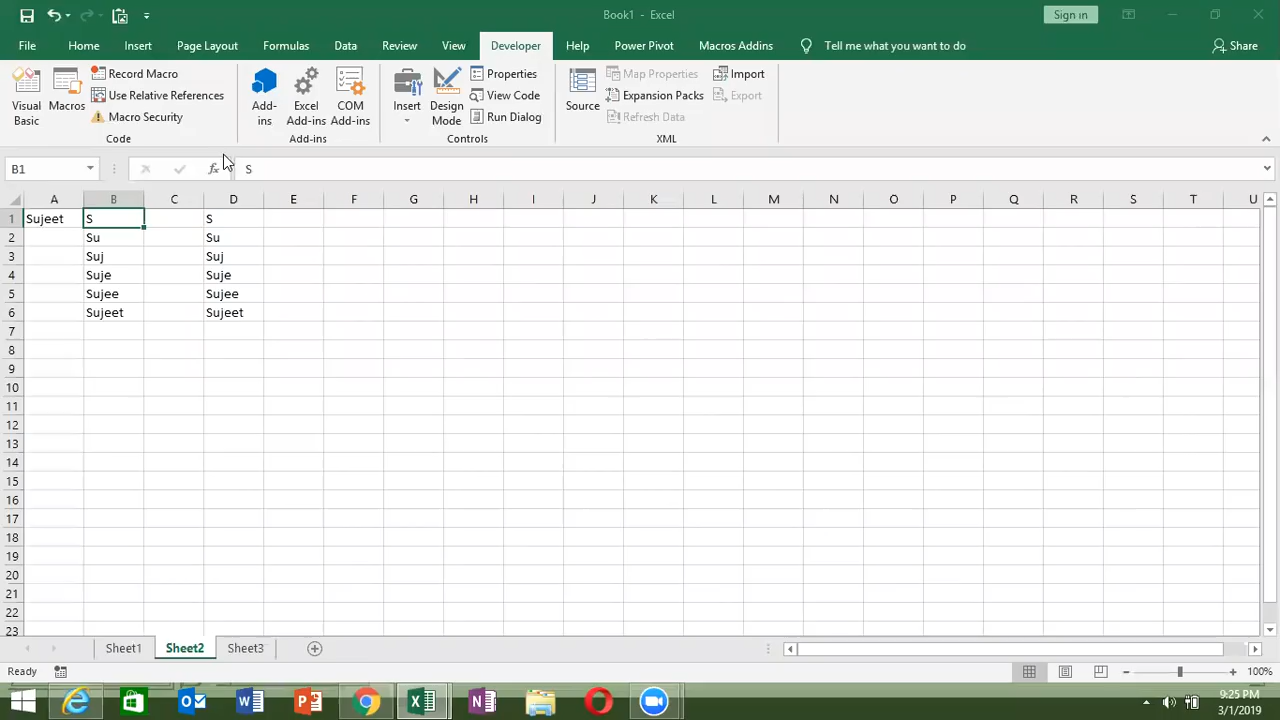 Book1 - Excel
Sign in
File Home Insert Page Layout Formulas Data Review View Developer Help Power Pivot Macros Addins Tell me what you want to do Share
Visual Basic
Macros
Record Macro
Use Relative References
Macro Security
Code
Add-ins
Excel Add-ins
COM Add-ins
Add-ins
Insert
Design Mode
Properties
View Code
Run Dialog
Controls
Source
Map Properties
Expansion Packs
Refresh Data
Import
Export
XML
B1 fx S
A B C D E F G H I J K L M N O P Q R S T U
1 Sujeet S S
2 Su Su
3 Suj Suj
4 Suje Suje
5 Sujee Sujee
6 Sujeet Sujeet
7
8
9
10
11
12
13
14
15
16
17
18
19
20
21
22
23
Sheet1 Sheet2 Sheet3
Ready 100%
9:25 PM
3/1/2019